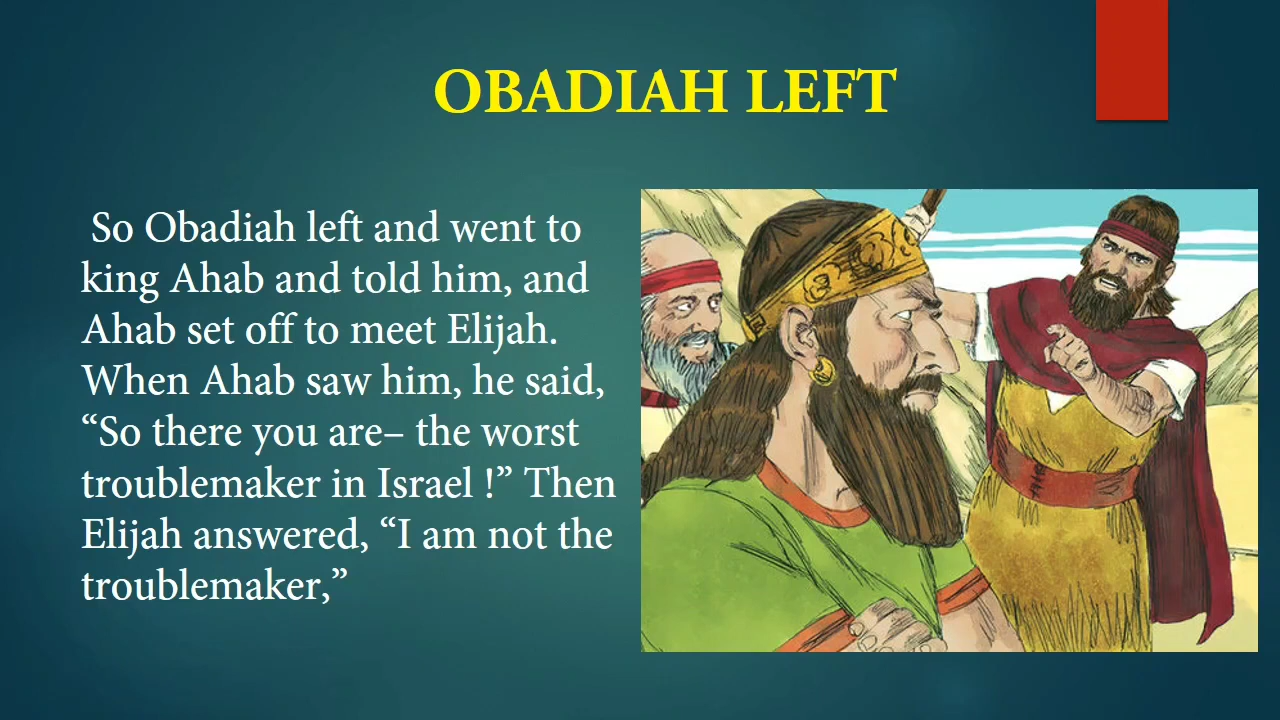 OBADIAH LEFT
So Obadiah left and went to
king Ahab and told him, and
Ahab set off to meet Elijah.
When Ahab saw him, he said,
“So there you are– the worst
troublemaker in Israel !” Then
Elijah answered, “I am not the
troublemaker,”